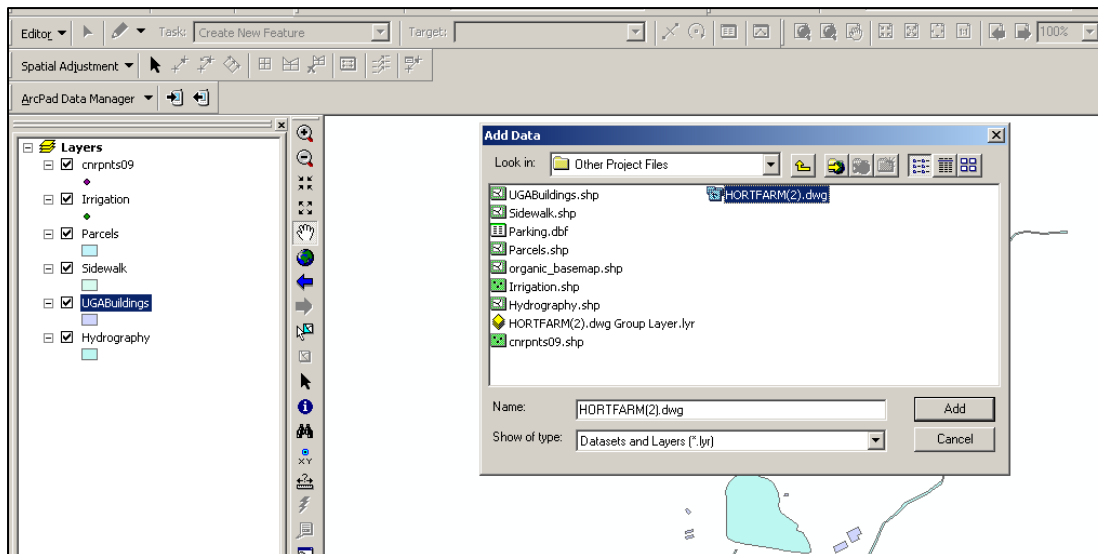 Editor Task: Create New Feature Target: 100%
Spatial Adjustment
ArcPad Data Manager
Layers
cnrpnts09
Irrigation
Parcels
Sidewalk
UGABuildings
Hydrography
XY
Add Data
Look in: Other Project Files
UGABuildings.shp
Sidewalk.shp
Parking.dbf
Parcels.shp
organic_basemap.shp
Irrigation.shp
Hydrography.shp
HORTFARM(2).dwg Group Layer.lyr
cnrpnts09.shp
HORTFARM(2).dwg
Name: HORTFARM(2).dwg Add
Show of type: Datasets and Layers (*.lyr) Cancel